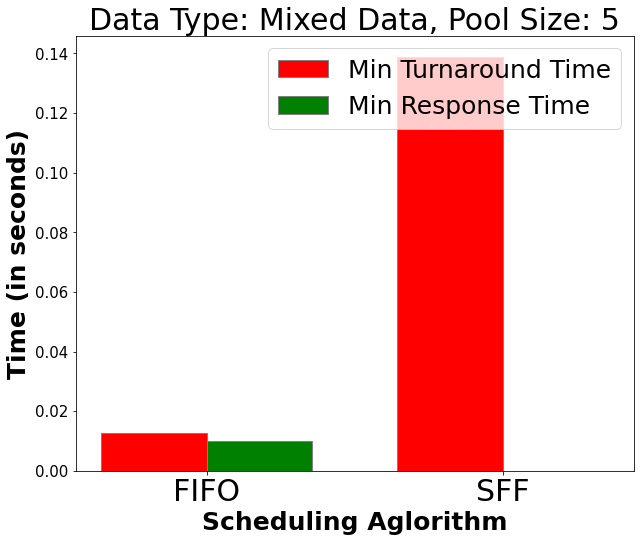 Data Type: Mixed Data, Pool Size: 5
Min Turnaround Time
Min Response Time
Time (in seconds)
0.14
0.12
0.10
0.08
0.06
0.04
0.02
0.00
FIFO
SFF
Scheduling Aglorithm